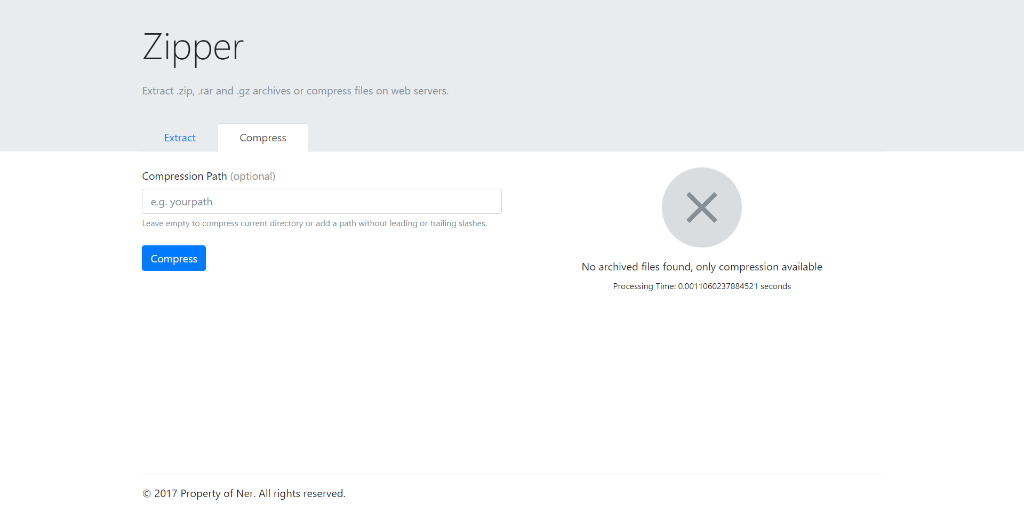 Zipper
Extract .zip, .rar and .gz archives or compress files on web servers.
Extract
Compress
Compression Path (optional)
e.g. yourpath
Leave empty to compress current directory or add a path without leading or trailing slashes.
Compress
No archived files found, only compression available
Processing Time: 0.0011060237884521 seconds
© 2017 Property of Ner. All rights reserved.